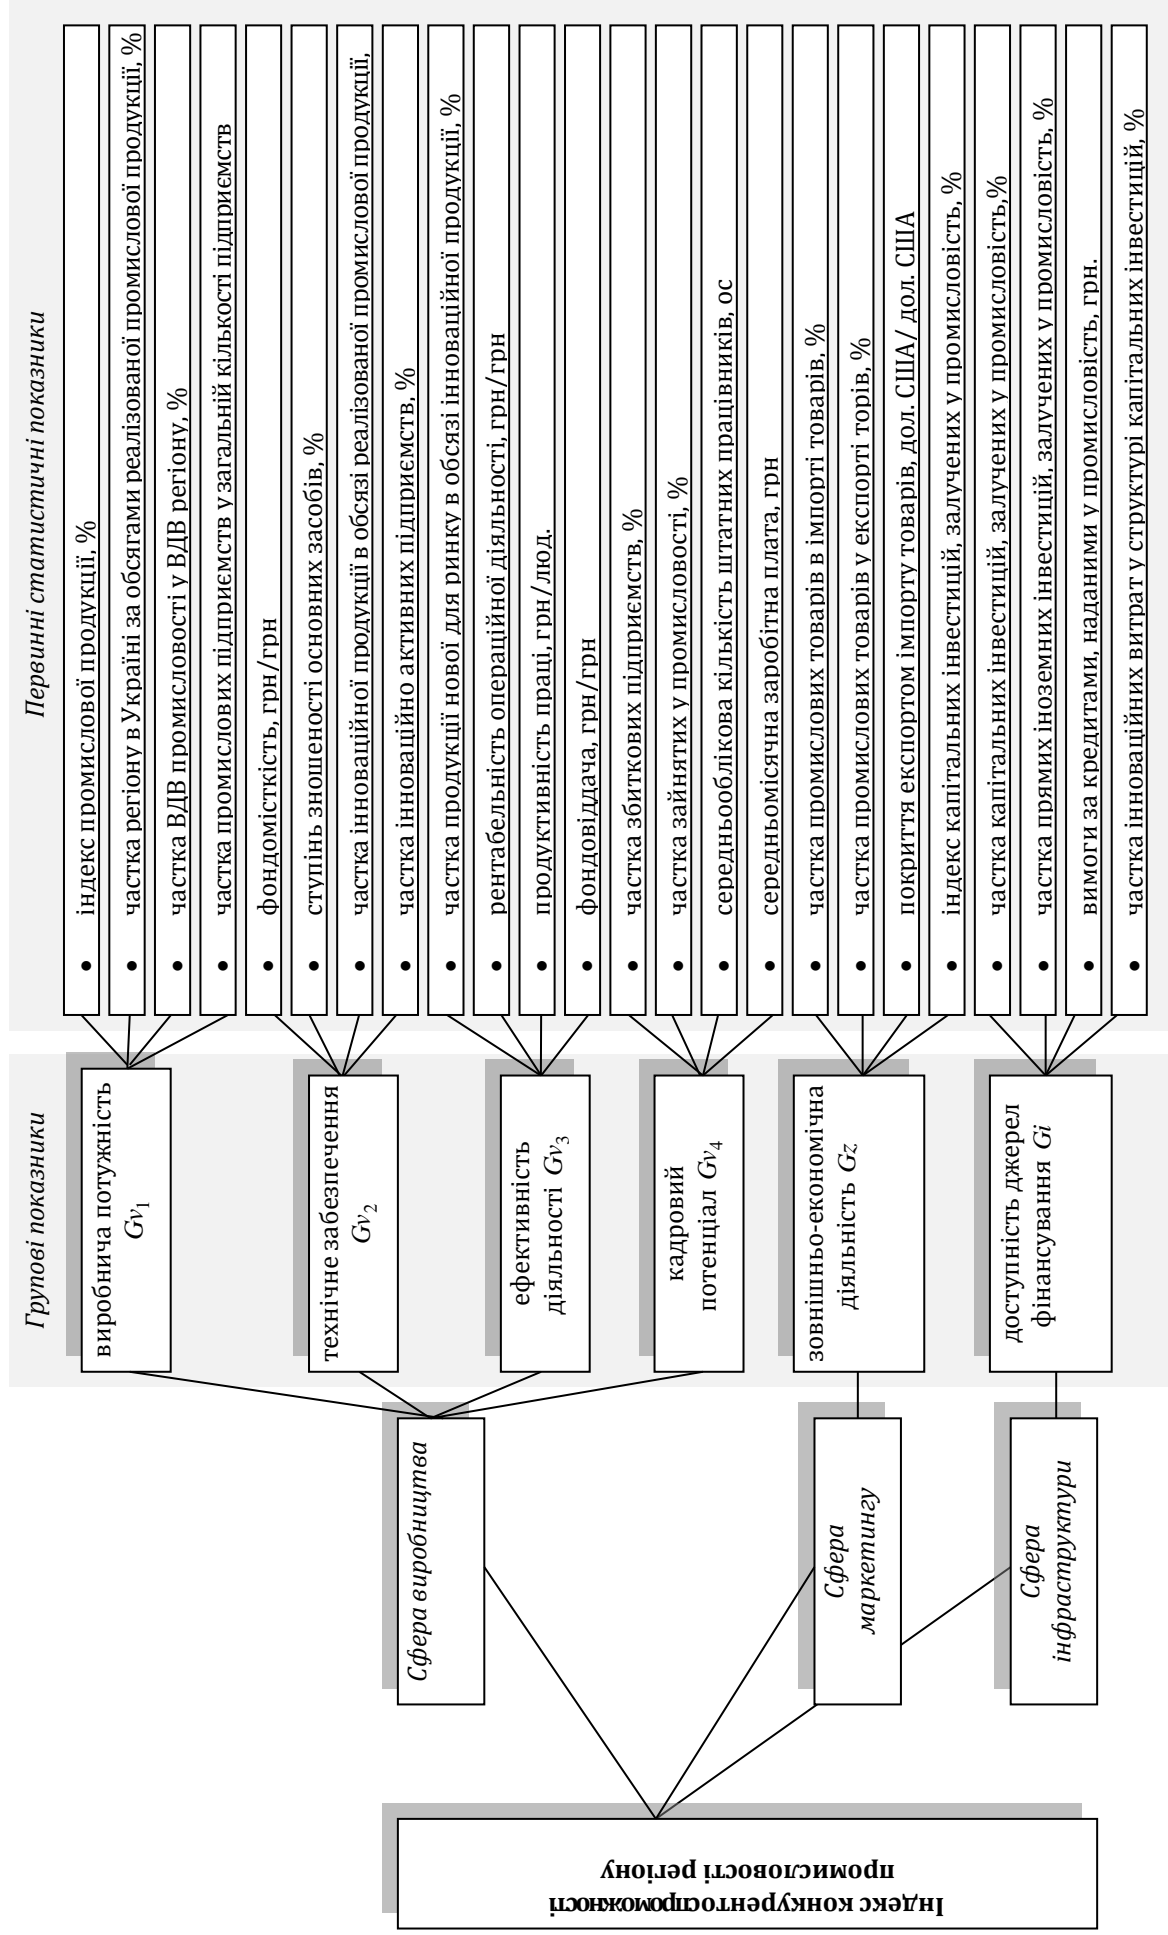 Первинні статистичні показники
індекс промислової продукції, %
частка регіону в Україні за обсягами реалізованої промислової продукції, %
частка ВДВ промисловості у ВДВ регіону, %
частка промислових підприємств у загальній кількості підприємств
фондомісткість, грн/грн
ступінь зношеності основних засобів, %
частка інноваційної продукції в обсязі реалізованої промислової продукції,
частка інноваційно активних підприємств, %
частка продукції нової для ринку в обсязі інноваційної продукції, %
рентабельність операційної діяльності, грн/грн
продуктивність праці, грн/люд.
фондовіддача, грн/грн
частка збиткових підприємств, %
частка зайнятих у промисловості, %
середньооблікова кількість штатних працівників, ос
середньомісячна заробітна плата, грн
частка промислових товарів в імпорті товарів, %
частка промислових товарів у експорті торів, %
покриття експортом імпорту товарів, дол. США/ дол. США
індекс капітальних інвестицій, залучених у промисловість, %
частка капітальних інвестицій, залучених у промисловість,%
частка прямих іноземних інвестицій, залучених у промисловість, %
вимоги за кредитами, наданими у промисловість, грн.
частка інноваційних витрат у структурі капітальних інвестицій, %
Групові показники
виробнича потужність
Gv1
технічне забезпечення
Gv2
ефективність
діяльності Gv3
кадровий
потенціал Gv4
зовнішньо-економічна
діяльність Gz
доступність джерел
фінансування Gi
Сфера виробництва
Сфера
маркетингу
Сфера
інфраструктури
Індекс конкурентоспроможності
промисловості регіону